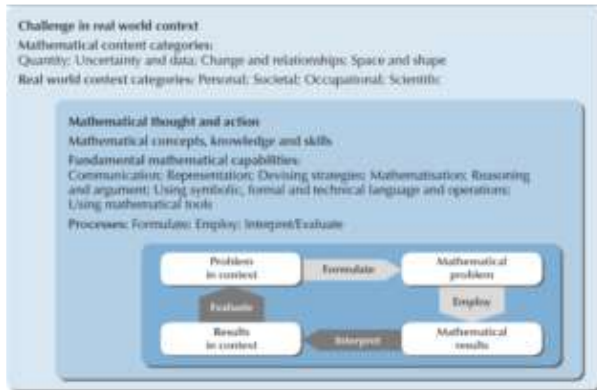 Challenge in real world context
Mathematical content categories:
Quantity; Uncertainty and data; Change and relationships; Space and shape
Real world context categories: Personal; Societal; Occupational; Scientific
Mathematical thought and action
Mathematical concepts, knowledge and skills
Fundamental mathematical capabilities:
Communication; Representation; Devising strategies; Mathematisation; Reasoning
and argument; Using symbolic, formal and technical language and operations;
Using mathematical tools
Processes: Formulate; Employ; Interpret/Evaluate
Problem
in context
Formulate
Mathematical
problem
Evaluate
Employ
Results
in context
Interpret
Mathematical
results